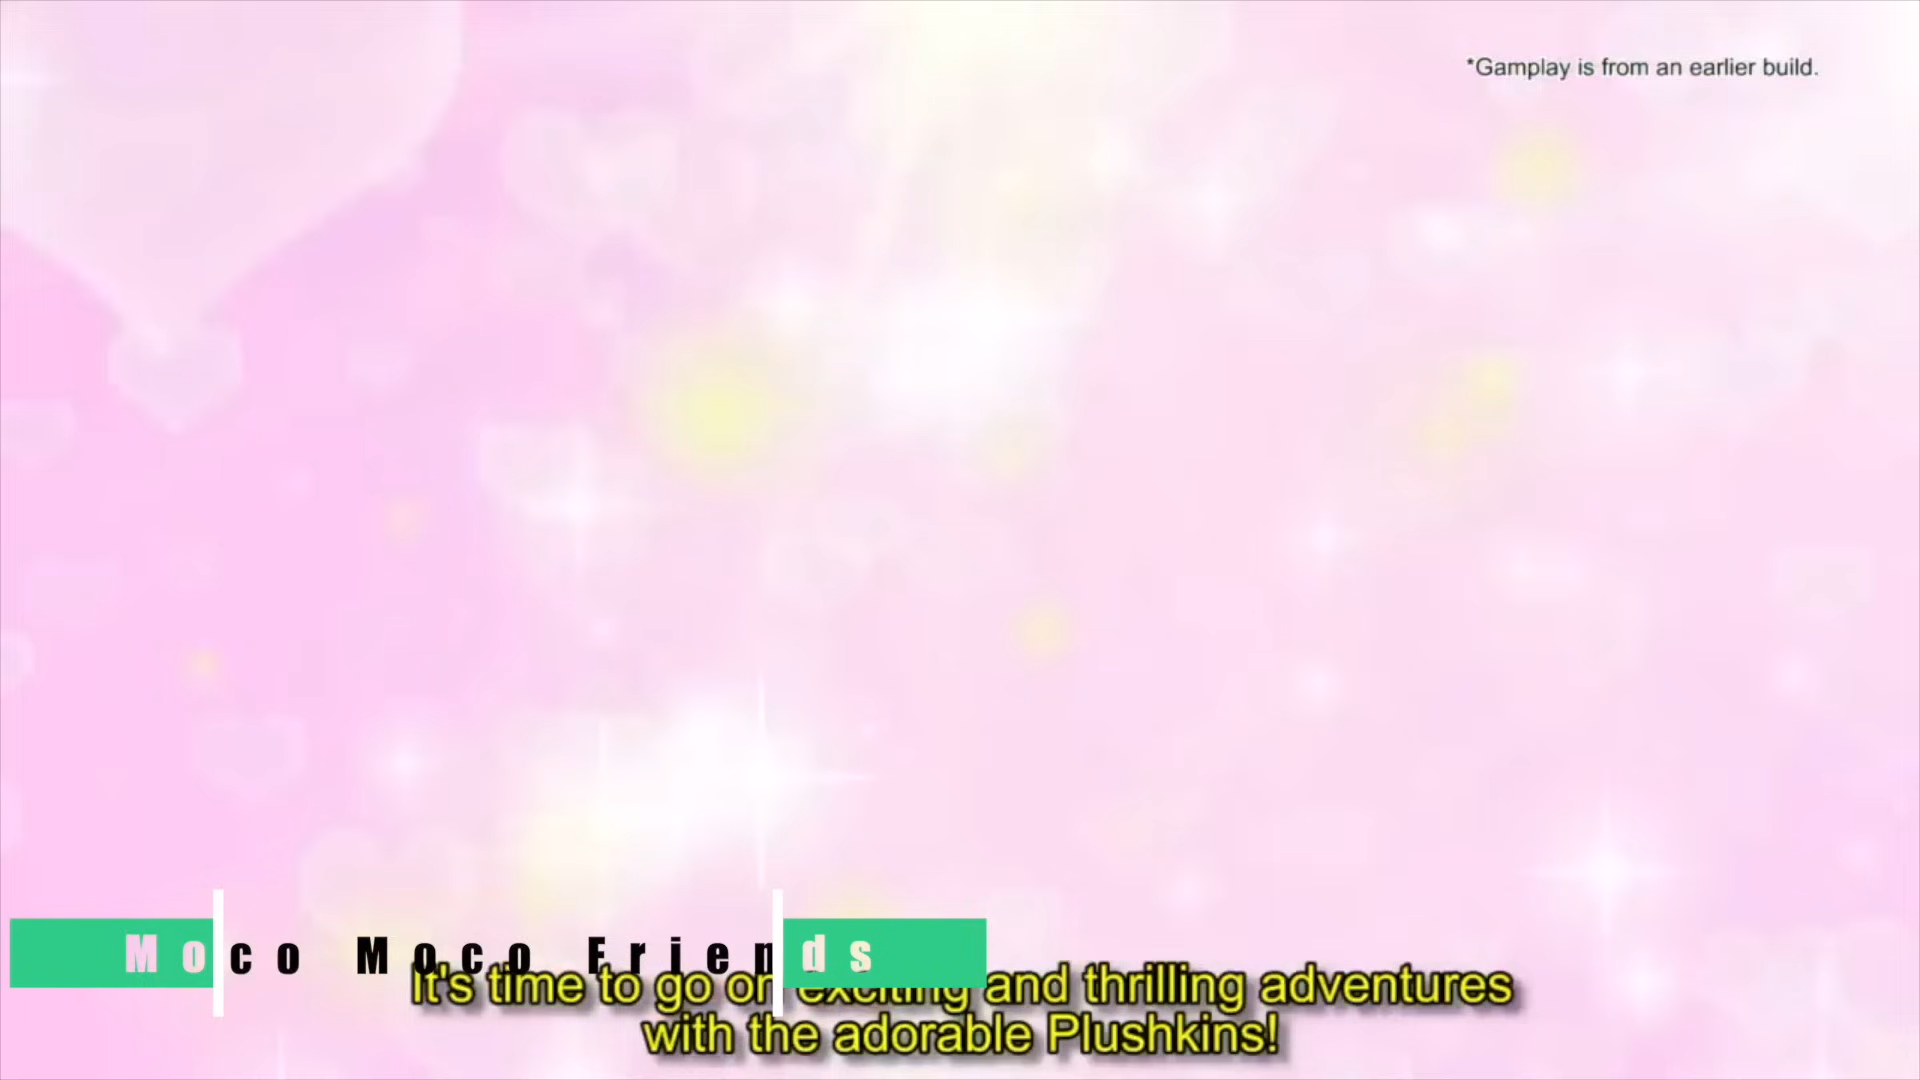 *Gamplay is from an earlier build.
Moco Moco Friends
It's time to go on exciting and thrilling adventures
with the adorable Plushkins!